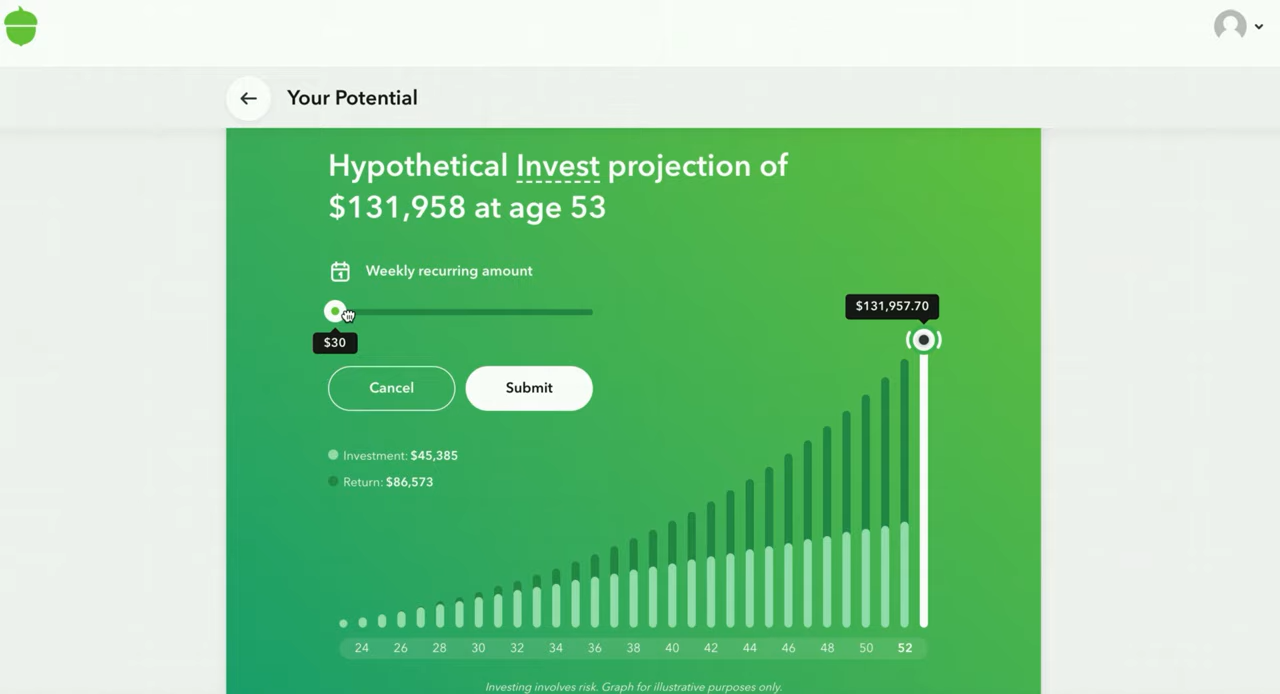 Your Potential
Hypothetical Invest projection of
$131,958 at age 53
1 Weekly recurring amount
$30
$131,957.70
Cancel Submit
Investment: $45,385
Return: $86,573
24 26 28 30 32 34 36 38 40 42 44 46 48 50 52
Investing involves risk. Graph for illustrative purposes only.